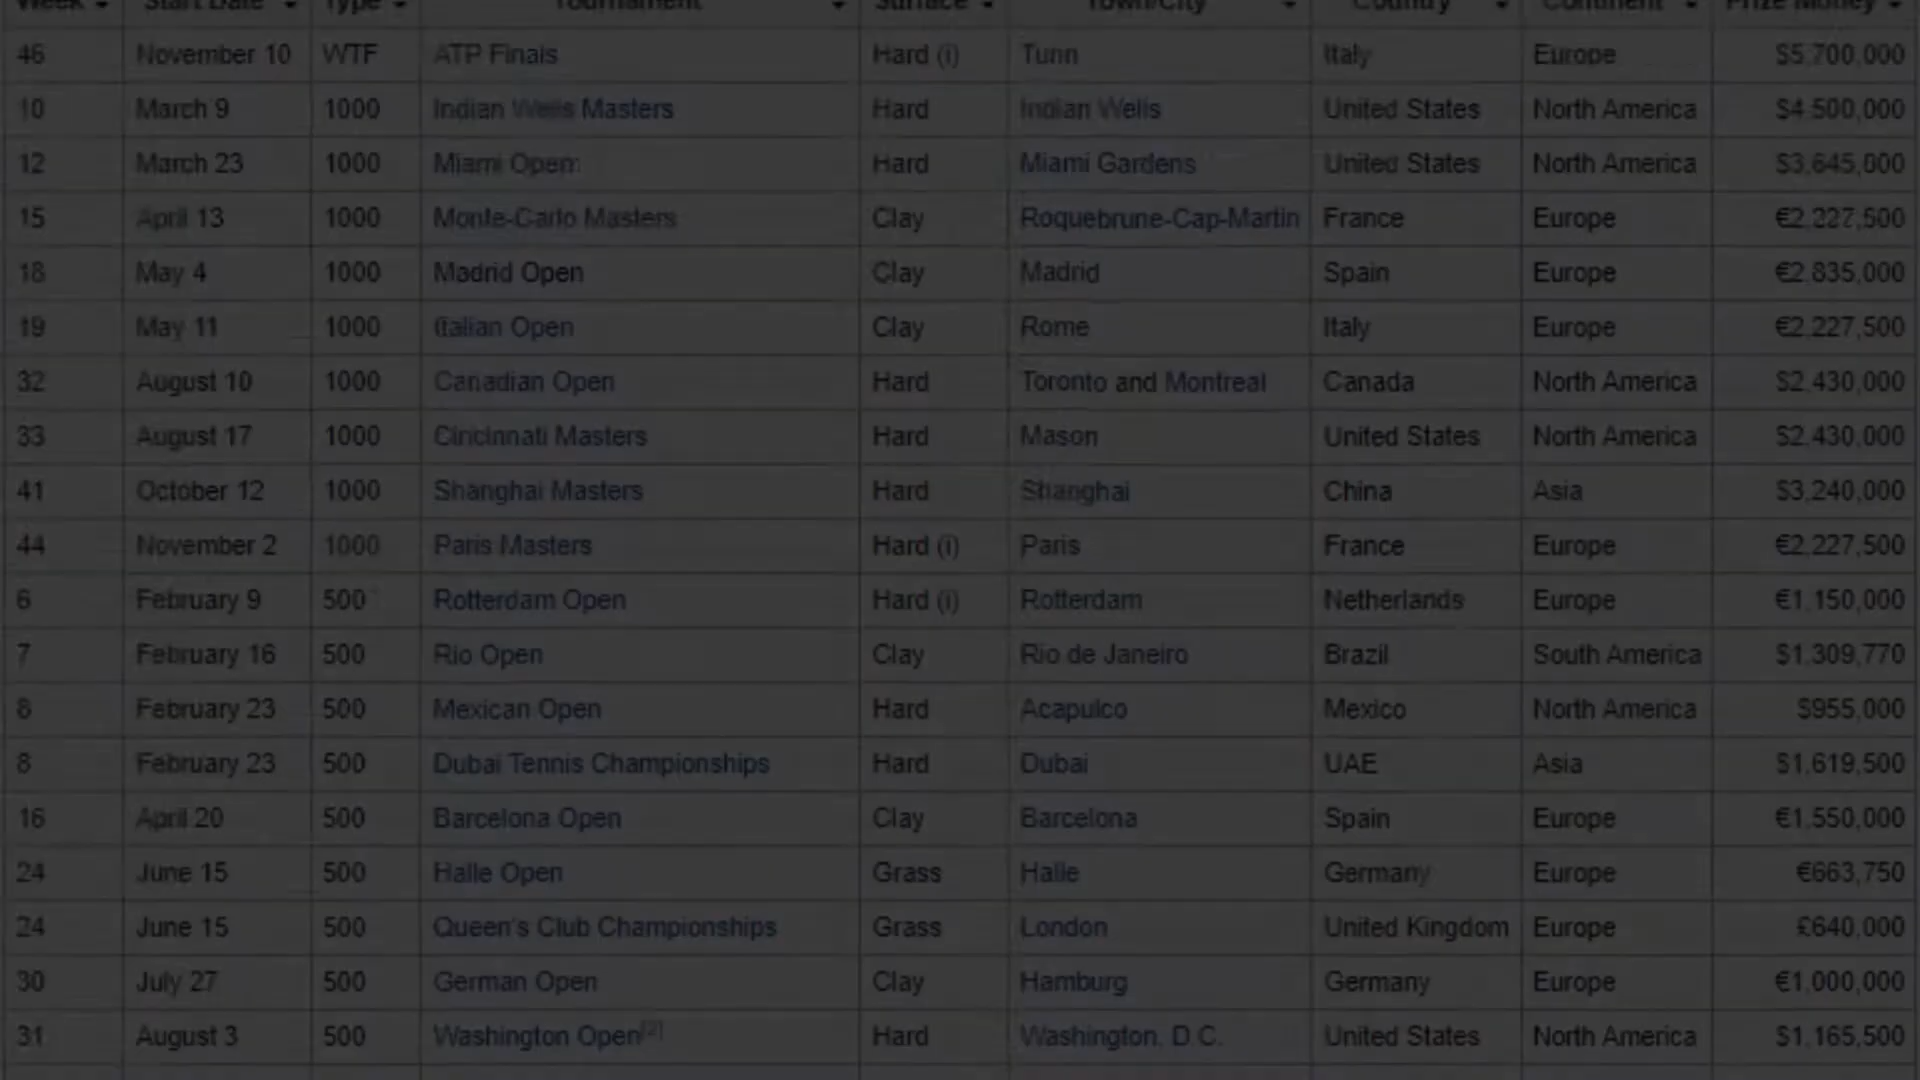 Week Start Date Type Tournament Surface Town/City Country Continent Prize Money
46 November 10 WTF ATP Finals Hard (i) Italy Europe $5,700,000
10 March 9 1000 Indian Wells Masters Hard Indian Wells United States North America $4,500,000
12 March 23 1000 Miami Open Hard Miami Gardens United States North America $3,645,000
15 April 13 1000 Monte-Carlo Masters Clay Roquebrune-Cap-Martin France Europe €2,227,500
18 May 4 1000 Madrid Open Clay Madrid Spain Europe €2,835,000
19 May 11 1000 Italian Open Clay Rome Italy Europe €2,227,500
32 August 10 1000 Canadian Open Hard Toronto and Montreal Canada North America $2,430,000
33 August 17 1000 Cincinnati Masters Hard Mason United States North America $2,430,000
41 October 12 1000 Shanghai Masters Hard Shanghai China Asia $3,240,000
44 November 2 1000 Paris Masters Hard (i) Paris France Europe €2,227,500
6 February 9 500 Rotterdam Open Hard (i) Rotterdam Netherlands Europe €1,150,000
7 February 16 500 Rio Open Clay Rio de Janeiro Brazil South America $1,309,770
8 February 23 500 Mexican Open Hard Acapulco Mexico North America $955,000
8 February 23 500 Dubai Tennis Championships Hard Dubai UAE Asia $1,619,500
16 April 20 500 Barcelona Open Clay Barcelona Spain Europe €1,550,000
24 June 15 500 Halle Open Grass Halle Germany Europe €663,750
24 June 15 500 Queen's Club Championships Grass London United Kingdom Europe £640,000
30 July 27 500 German Open Clay Hamburg Germany Europe €1,000,000
31 August 3 500 Washington Open[2] Hard Washington, D.C. United States North America $1,165,500